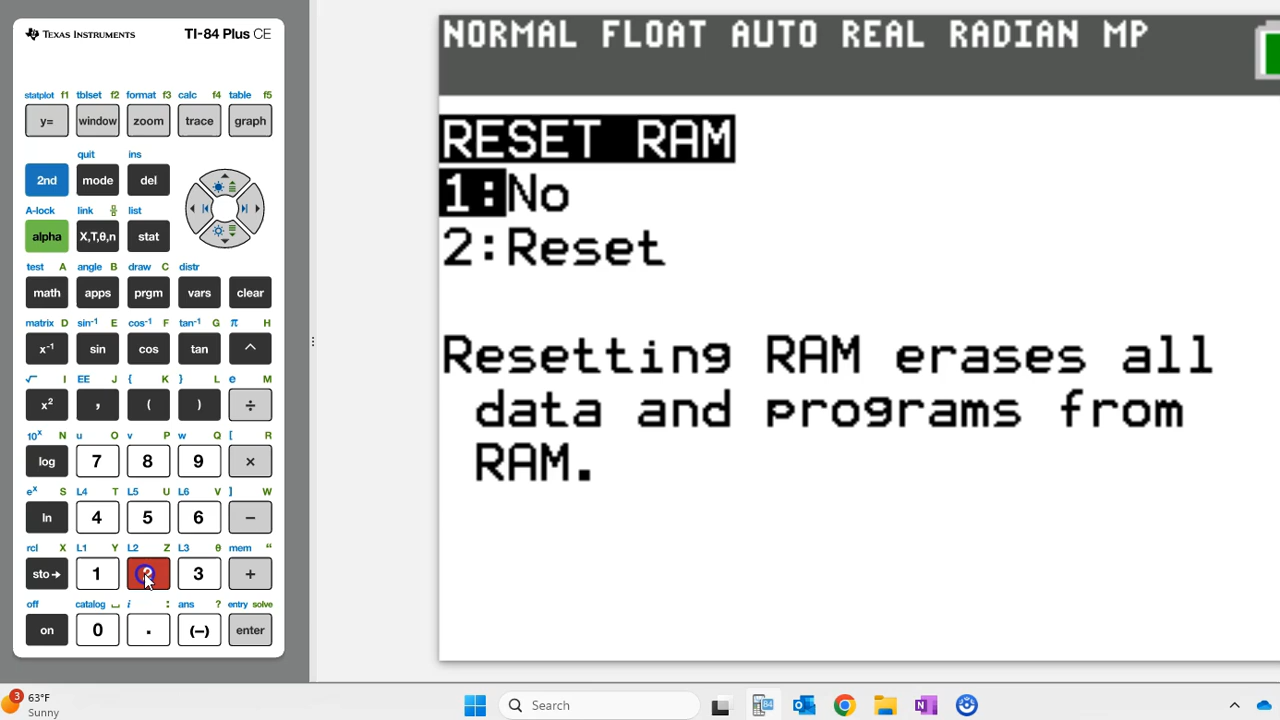 TEXAS INSTRUMENTS TI-84 Plus CE
statplot f1 tblset f2 format f3 calc f4 table f5
y= window zoom trace graph
quit ins
2nd mode del
A-lock link list
alpha X,T,θ,n stat
test A angle B draw C distr
math apps prgm vars clear
matrix D sin⁻¹ E cos⁻¹ F tan⁻¹ G π H
x⁻¹ sin cos tan ^
√ I EE J { K } L e M
x² , ( ) ÷
10ˣ N u O v P w Q [ R
log 7 8 9 ×
eˣ S L4 T L5 U L6 V ] W
ln 4 5 6 −
rcl X L1 Y L2 Z L3 θ mem “
sto→ 1 2 3 +
off catalog ⎵ i : ans ? entry solve
on 0 . (−) enter
NORMAL FLOAT AUTO REAL RADIAN MP
RESET RAM
1:No
2:Reset
Resetting RAM erases all
data and programs from
RAM.
3
63°F
Sunny
Search
84